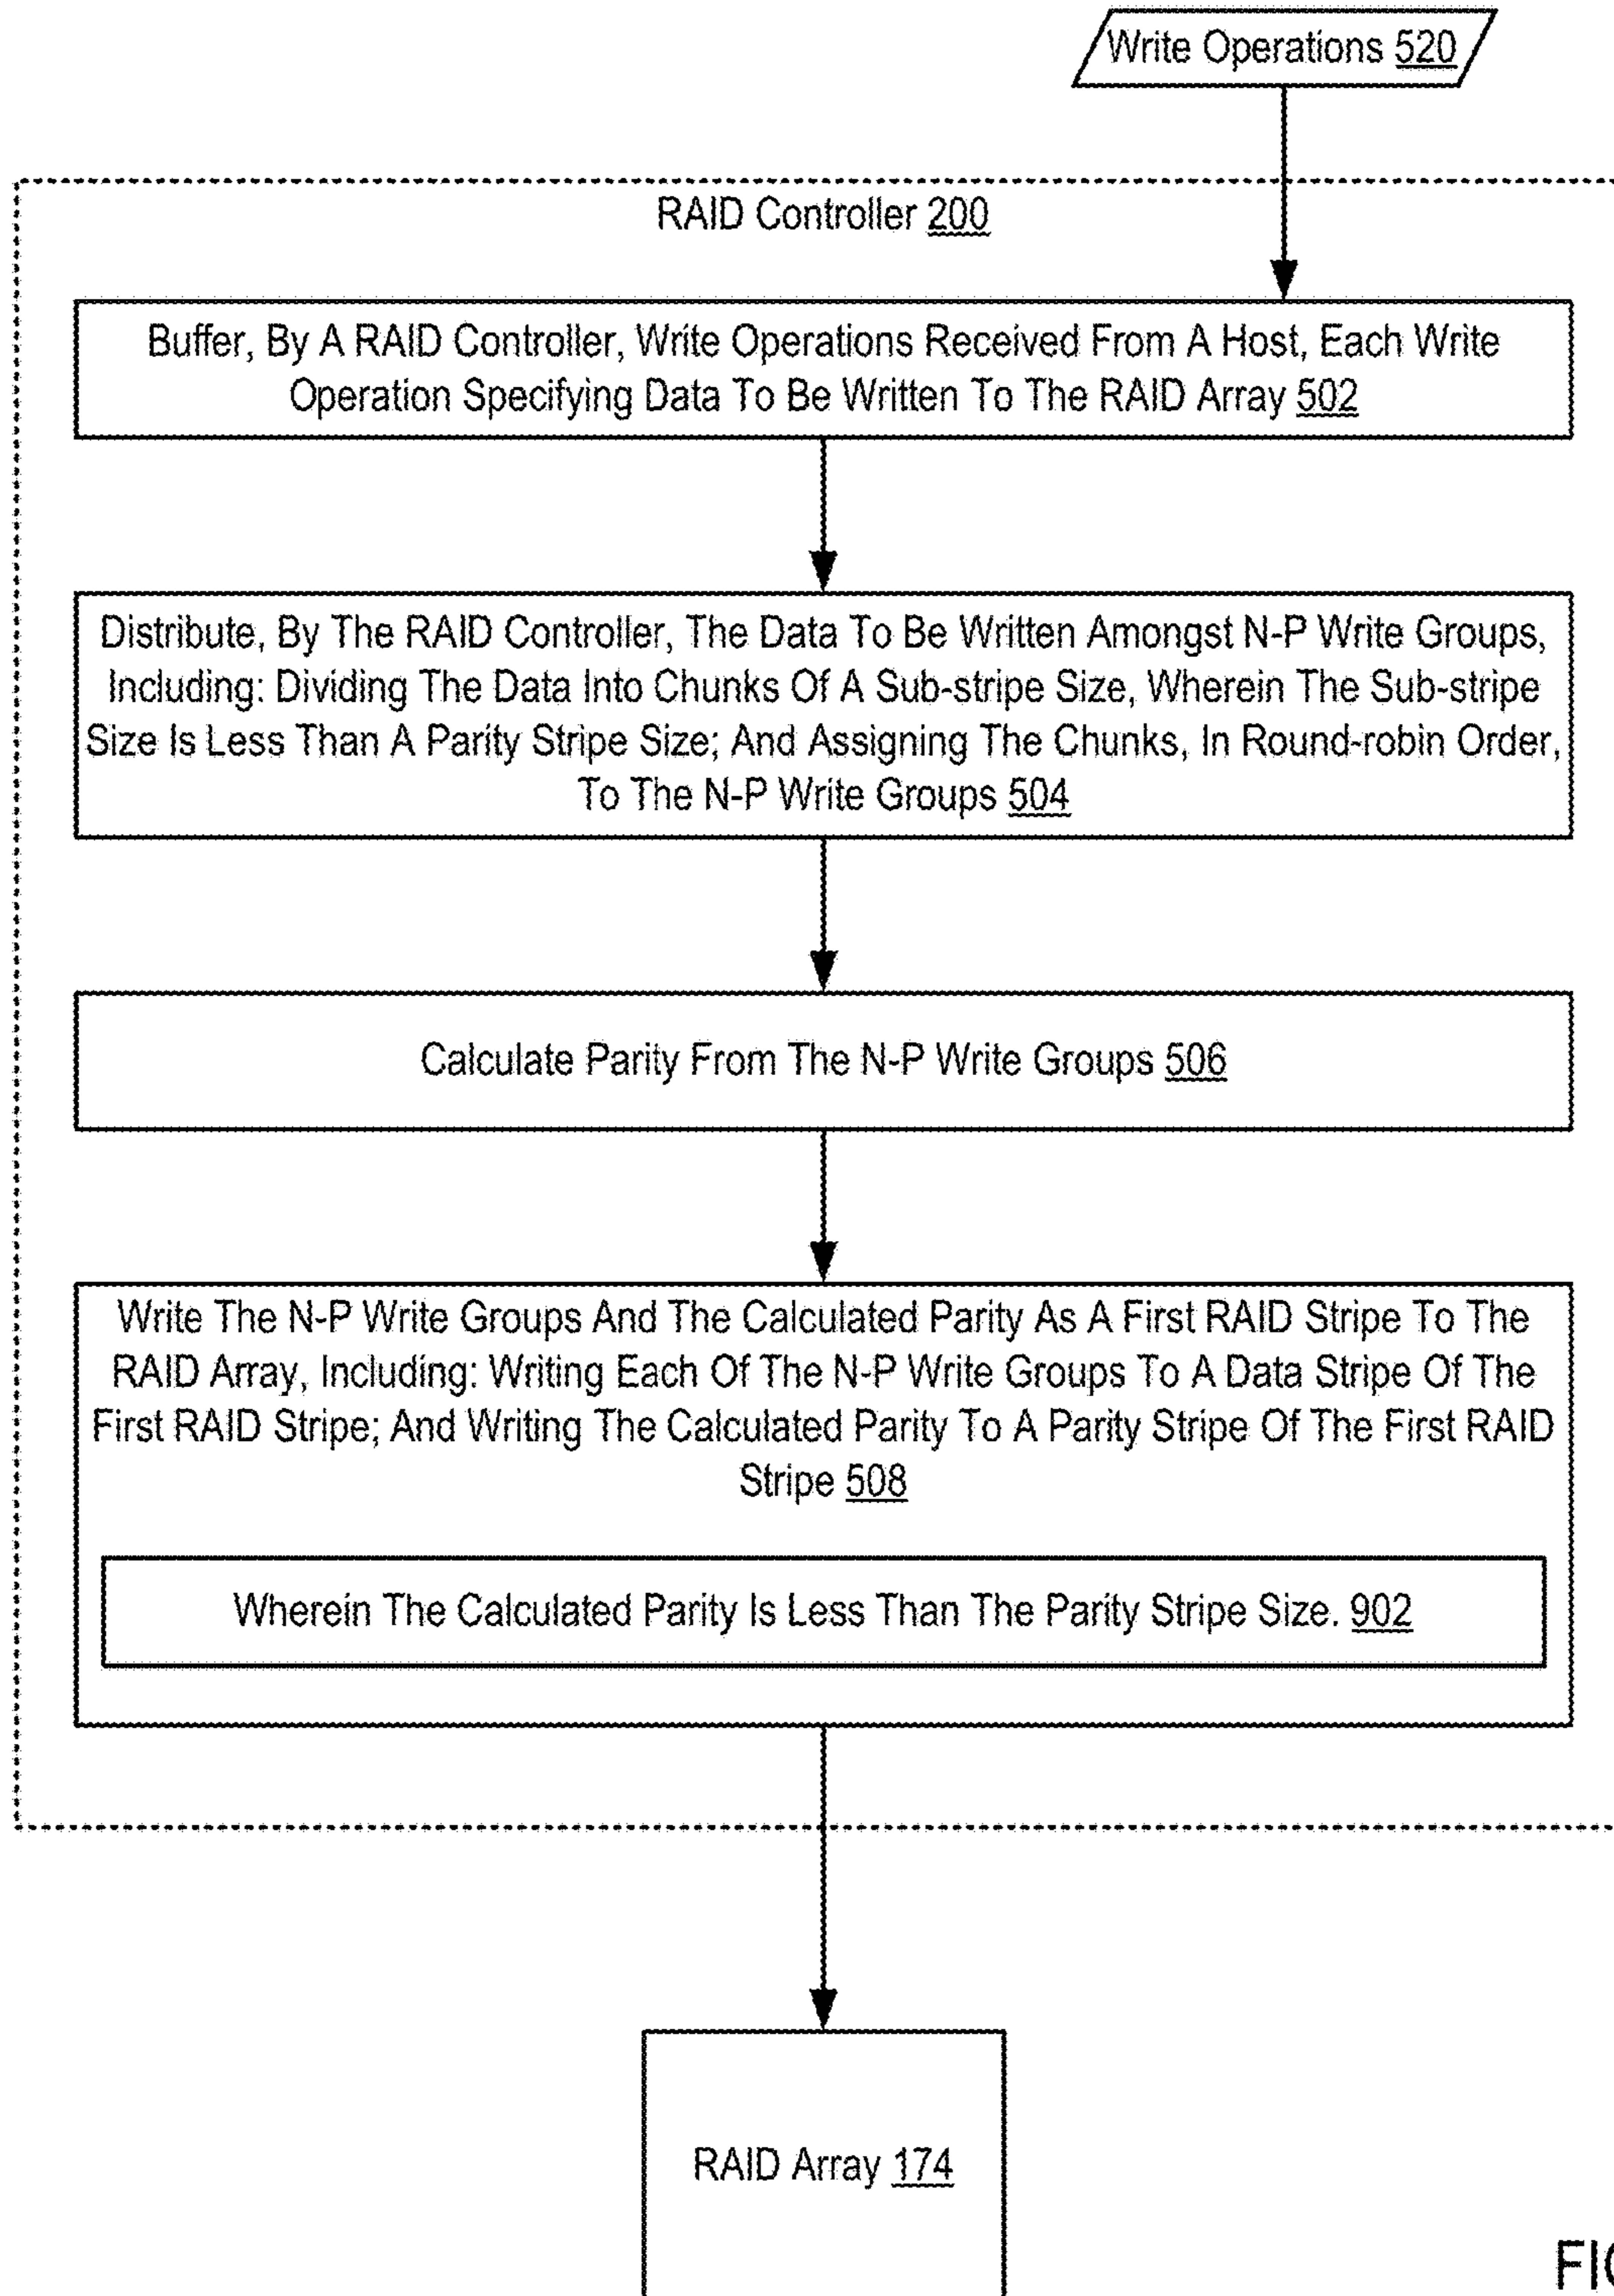 Write Operations 520
RAID Controller 200
Buffer, By A RAID Controller, Write Operations Received From A Host, Each Write
Operation Specifying Data To Be Written To The RAID Array 502
Distribute, By The RAID Controller, The Data To Be Written Amongst N-P Write Groups,
Including: Dividing The Data Into Chunks Of A Sub-stripe Size, Wherein The Sub-stripe
Size Is Less Than A Parity Stripe Size; And Assigning The Chunks, In Round-robin Order,
To The N-P Write Groups 504
Calculate Parity From The N-P Write Groups 506
Write The N-P Write Groups And The Calculated Parity As A First RAID Stripe To The
RAID Array, Including: Writing Each Of The N-P Write Groups To A Data Stripe Of The
First RAID Stripe; And Writing The Calculated Parity To A Parity Stripe Of The First RAID
Stripe 508
Wherein The Calculated Parity Is Less Than The Parity Stripe Size. 902
RAID Array 174